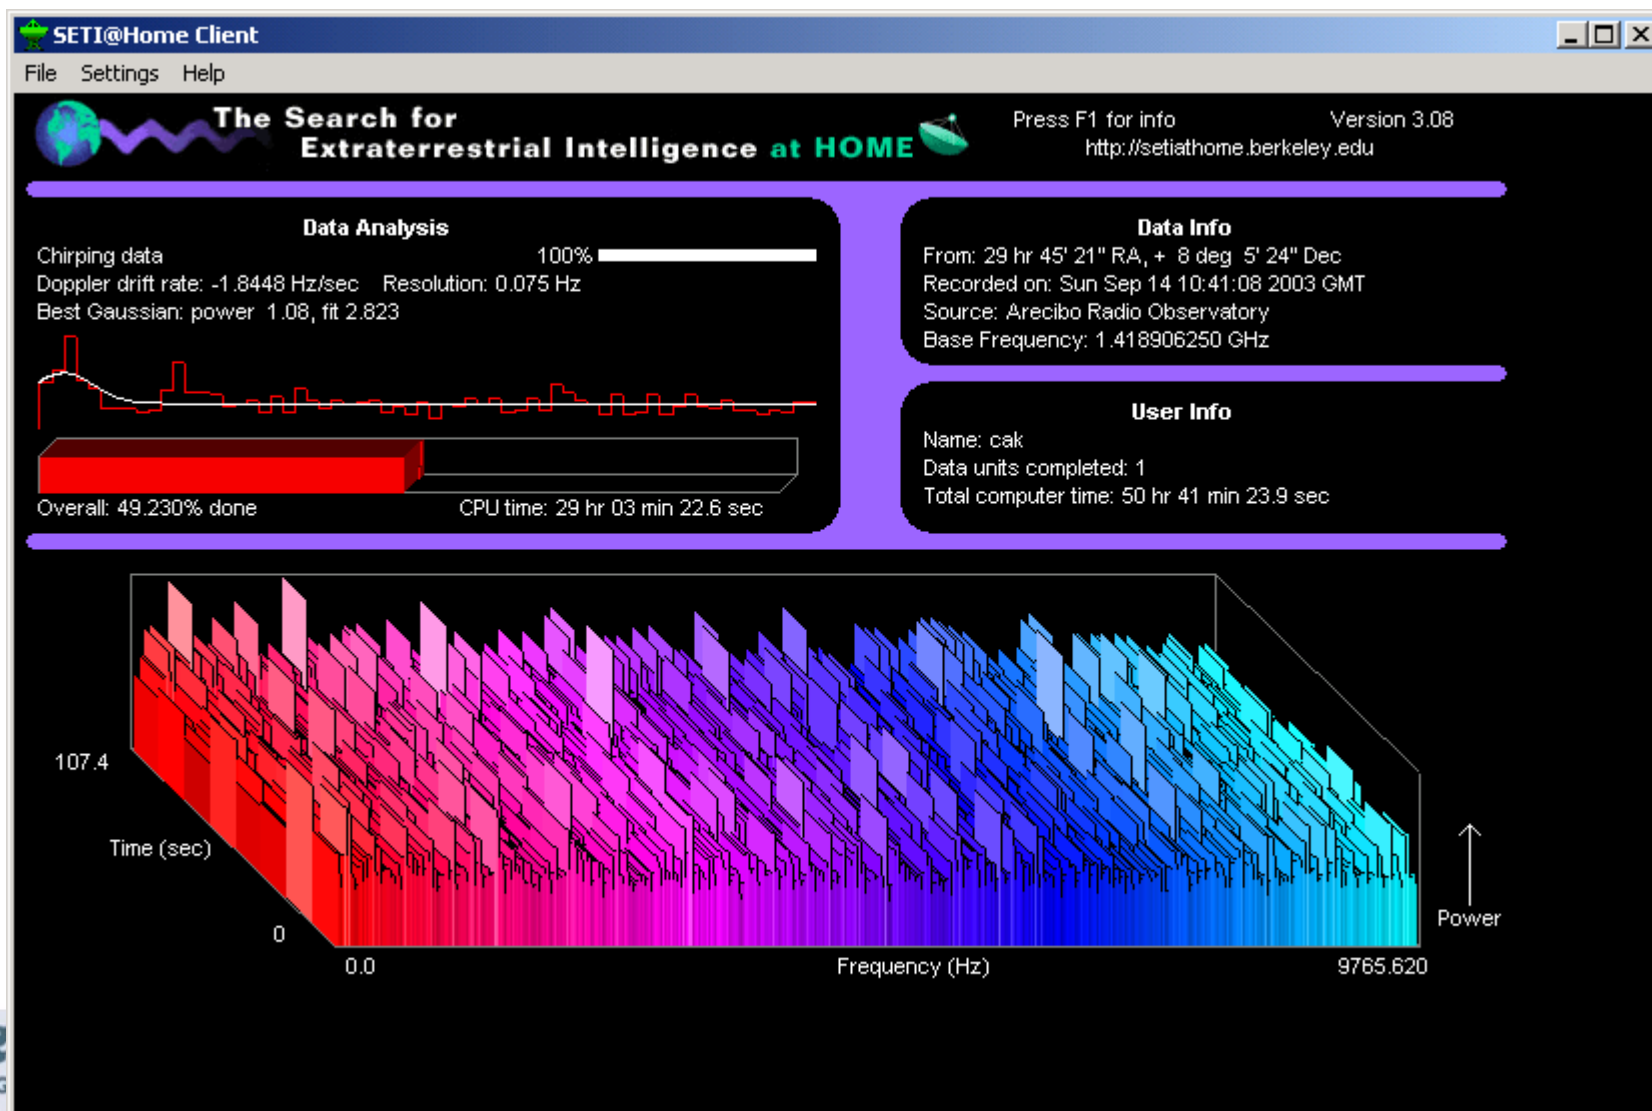 SETI@Home Client
File Settings Help
The Search for
Extraterrestrial Intelligence at HOME
Press F1 for info Version 3.08
http://setiathome.berkeley.edu
Data Analysis
Chirping data 100%
Doppler drift rate: -1.8448 Hz/sec Resolution: 0.075 Hz
Best Gaussian: power 1.08, fit 2.823
Overall: 49.230% done CPU time: 29 hr 03 min 22.6 sec
Data Info
From: 29 hr 45' 21" RA, + 8 deg 5' 24" Dec
Recorded on: Sun Sep 14 10:41:08 2003 GMT
Source: Arecibo Radio Observatory
Base Frequency: 1.418906250 GHz
User Info
Name: cak
Data units completed: 1
Total computer time: 50 hr 41 min 23.9 sec
107.4
Time (sec)
0
0.0
Frequency (Hz)
9765.620
Power